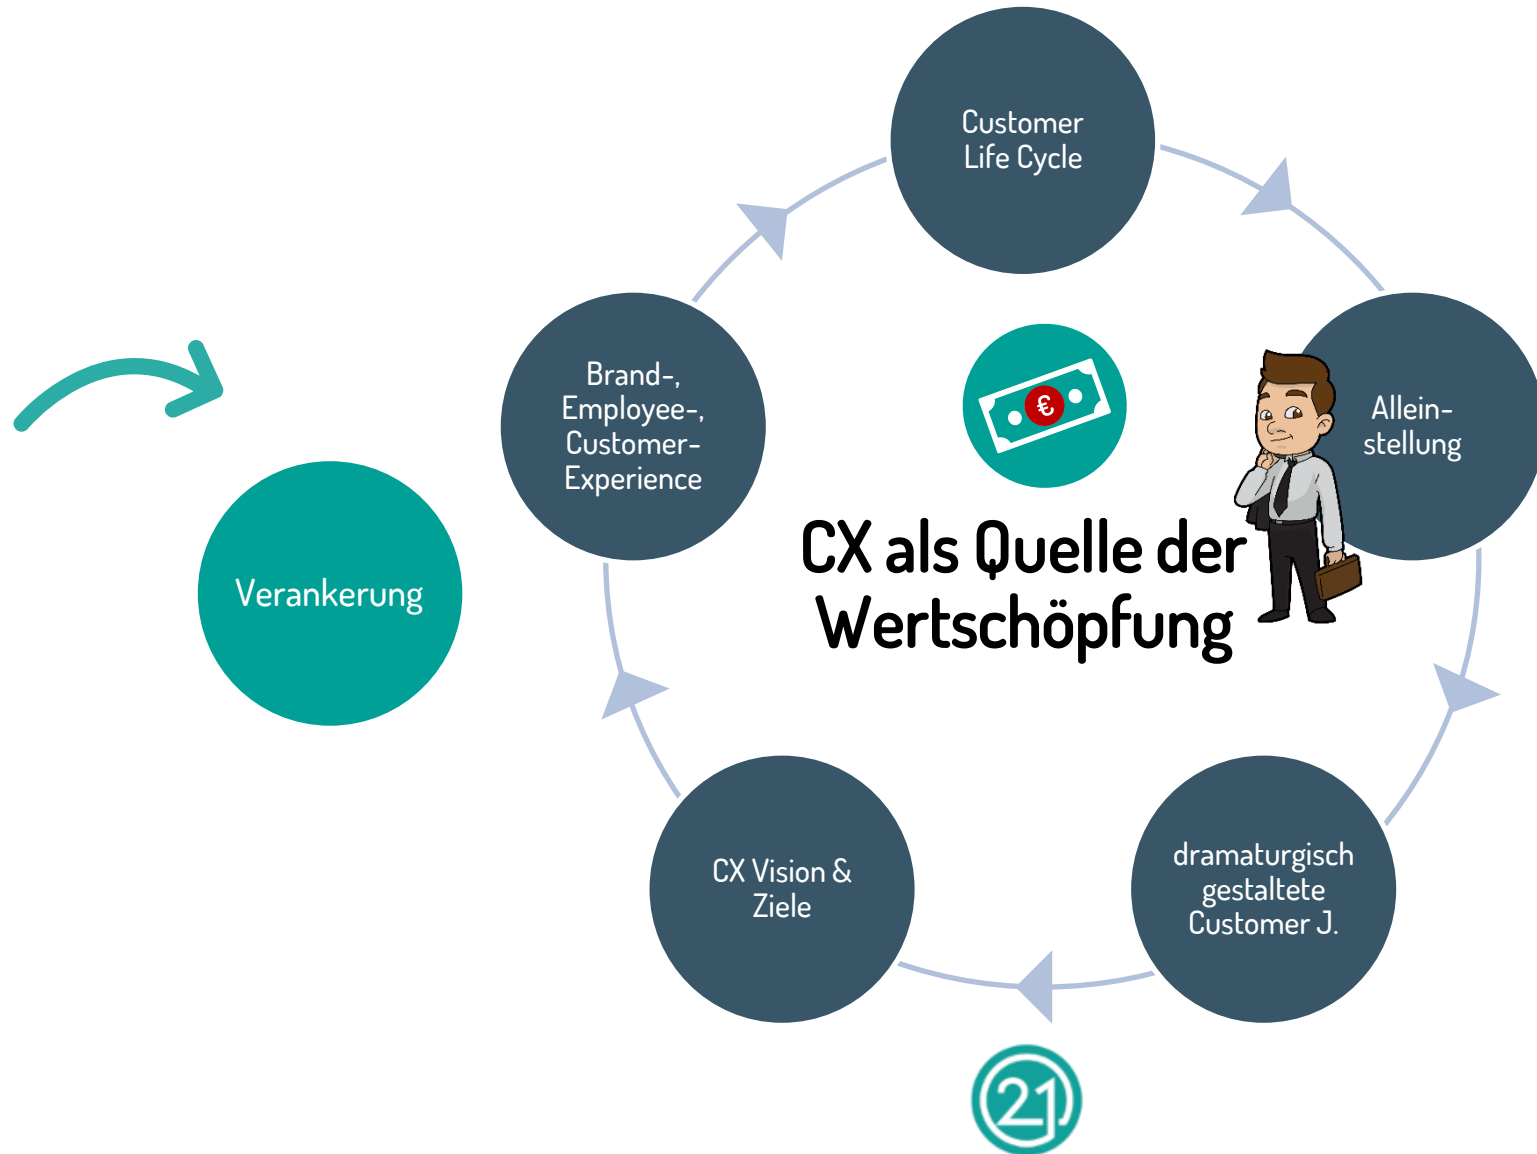 Customer
Life Cycle
Brand-,
Employee-,
Customer-
Experience
Allein-
stellung
€
CX als Quelle der
Wertschöpfung
Verankerung
CX Vision &
Ziele
dramaturgisch
gestaltete
Customer J.
21